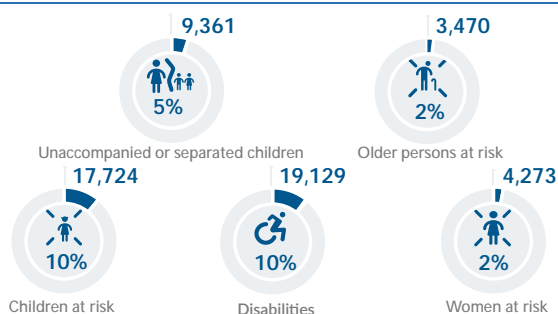 9,361
5%
Unaccompanied or separated children
3,470
2%
Older persons at risk
17,724
10%
Children at risk
19,129
10%
Disabilities
4,273
2%
Women at risk